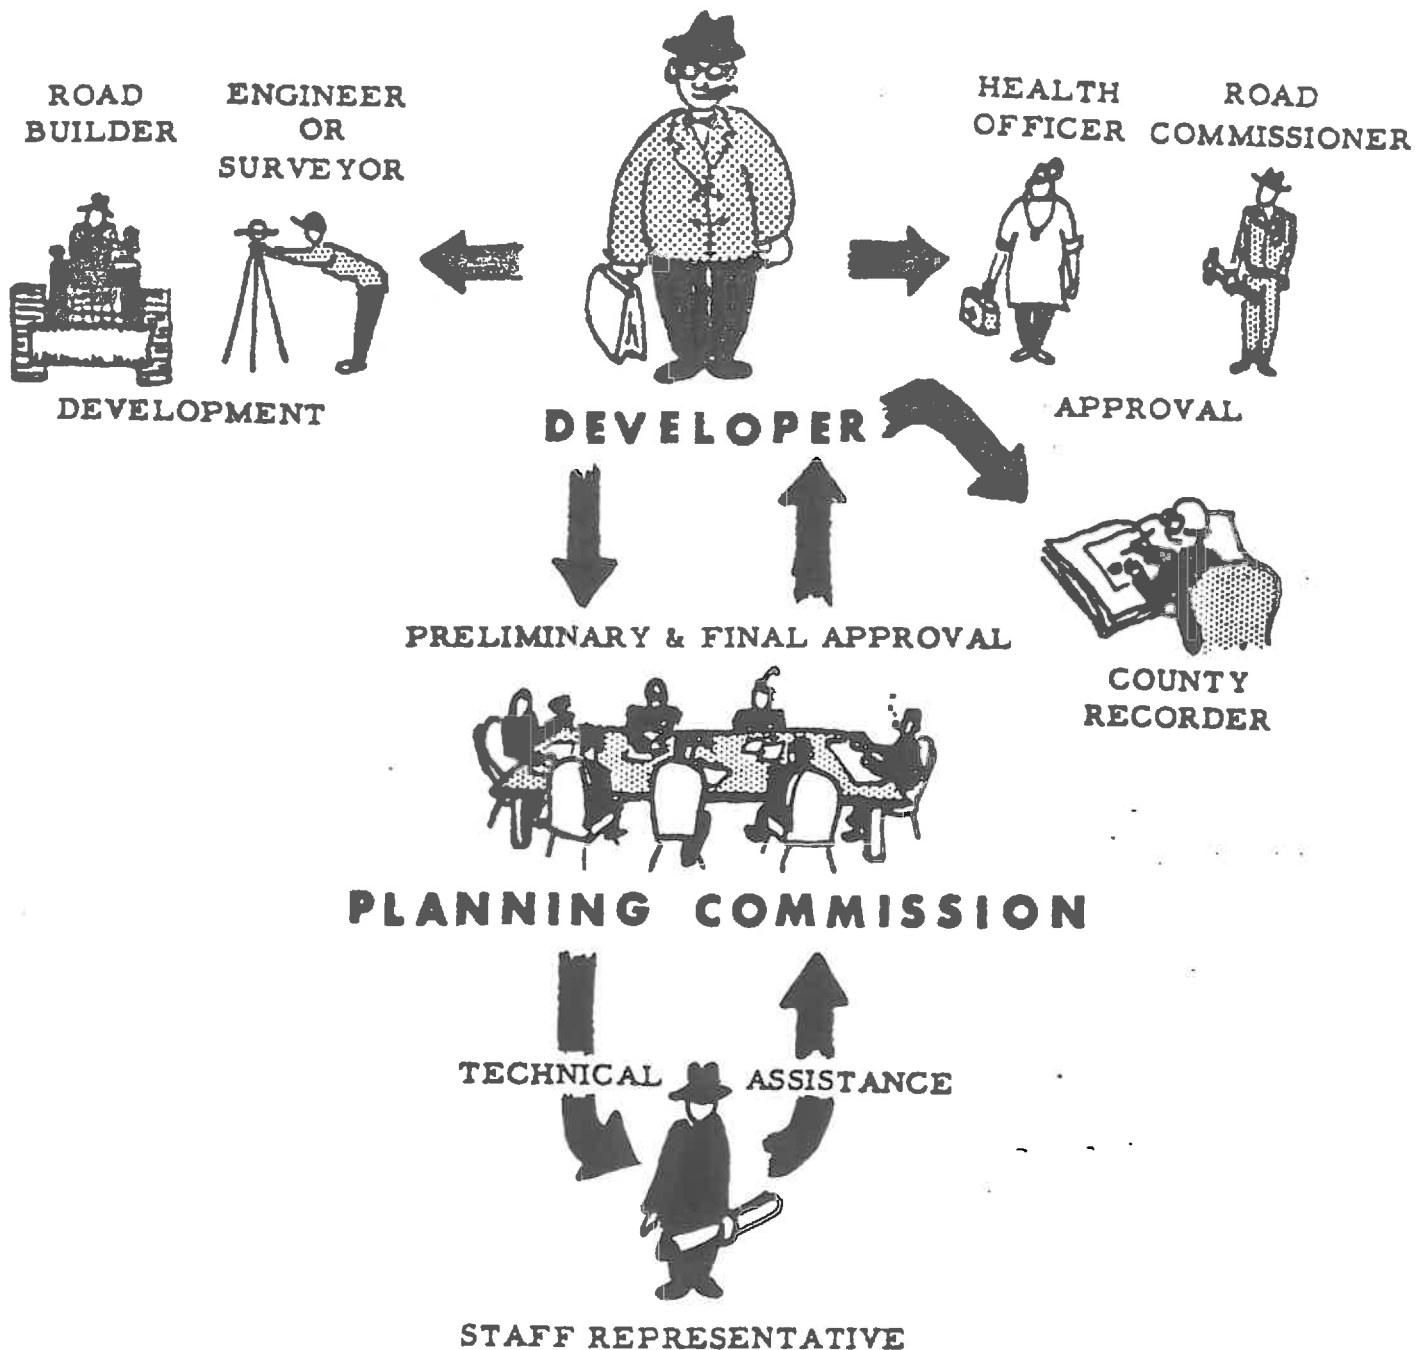 ROAD
BUILDER
ENGINEER
OR
SURVEYOR
HEALTH
OFFICER
ROAD
COMMISSIONER
DEVELOPMENT
DEVELOPER
APPROVAL
PRELIMINARY & FINAL APPROVAL
COUNTY
RECORDER
PLANNING COMMISSION
TECHNICAL ASSISTANCE
STAFF REPRESENTATIVE